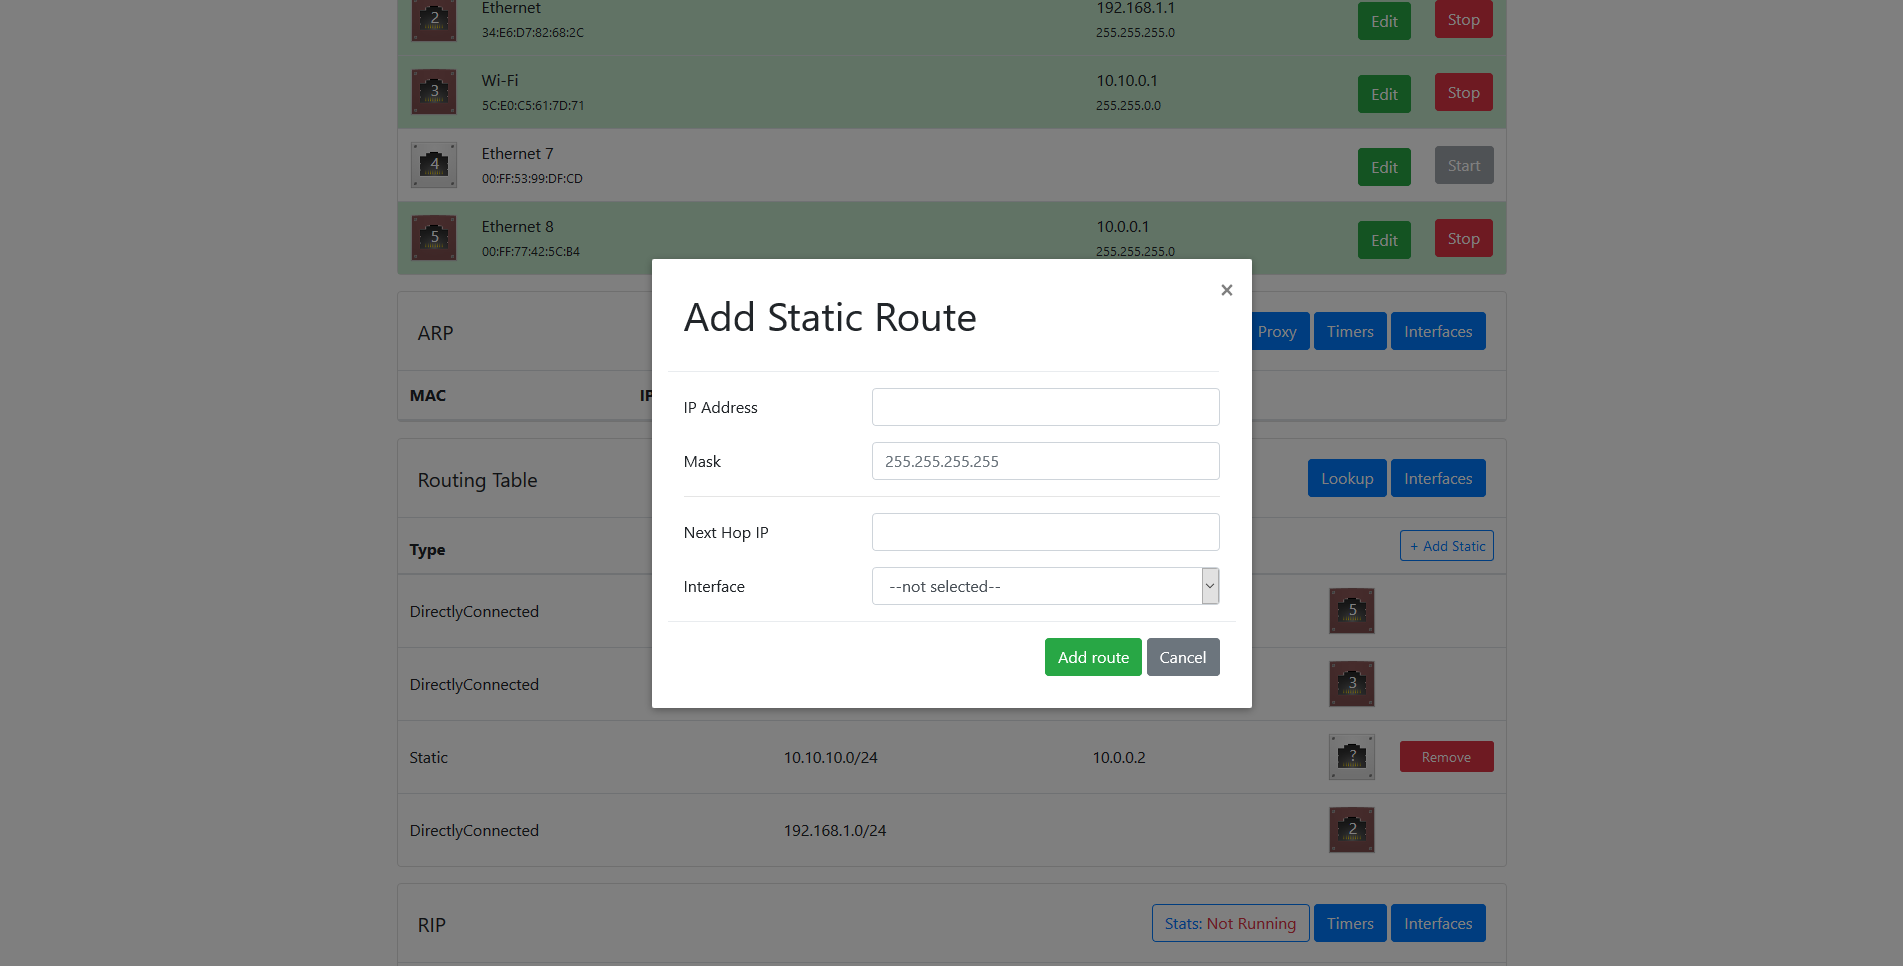 2 Ethernet 192.168.1.1 Edit Stop
34:E6:D7:82:68:2C 255.255.255.0
3 Wi-Fi 10.10.0.1 Edit Stop
5C:E0:C5:61:7D:71 255.255.0.0
4 Ethernet 7 Edit Start
00:FF:53:99:DF:CD
5 Ethernet 8 10.0.0.1 Edit Stop
00:FF:77:42:5C:B4 255.255.255.0
ARP Proxy Timers Interfaces
MAC IP
Routing Table Lookup Interfaces
Type + Add Static
DirectlyConnected 5
DirectlyConnected 3
Static 10.10.10.0/24 10.0.0.2 ? Remove
DirectlyConnected 192.168.1.0/24 2
RIP Stats: Not Running Timers Interfaces
×
Add Static Route
IP Address
Mask 255.255.255.255
Next Hop IP
Interface --not selected--
Add route Cancel